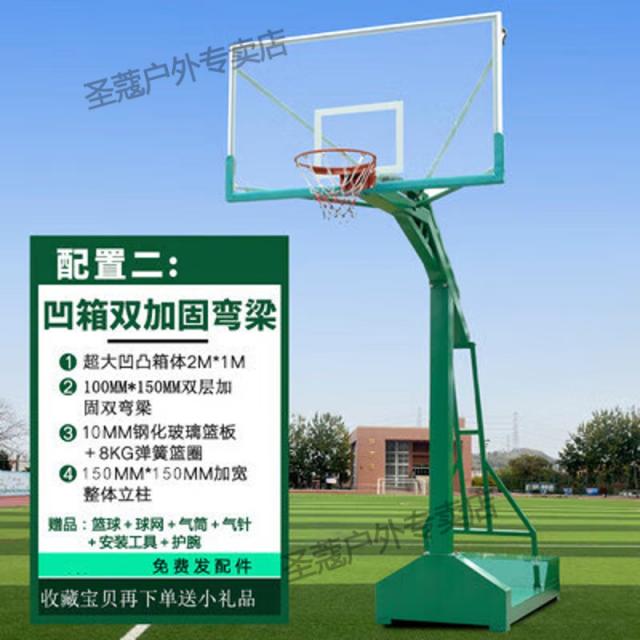 圣蔻户外专卖店
配置二:
凹箱双加固弯梁
① 超大凹凸箱体2M*1M
② 100MM*150MM双层加
固双弯梁
③ 10MM钢化玻璃篮板
+8KG弹簧篮圈
④ 150MM*150MM加宽
整体立柱
赠品:篮球+球网+气筒+气针
+安装工具+护腕
免费发配件
收藏宝贝再下单送小礼品
圣蔻户外专卖店